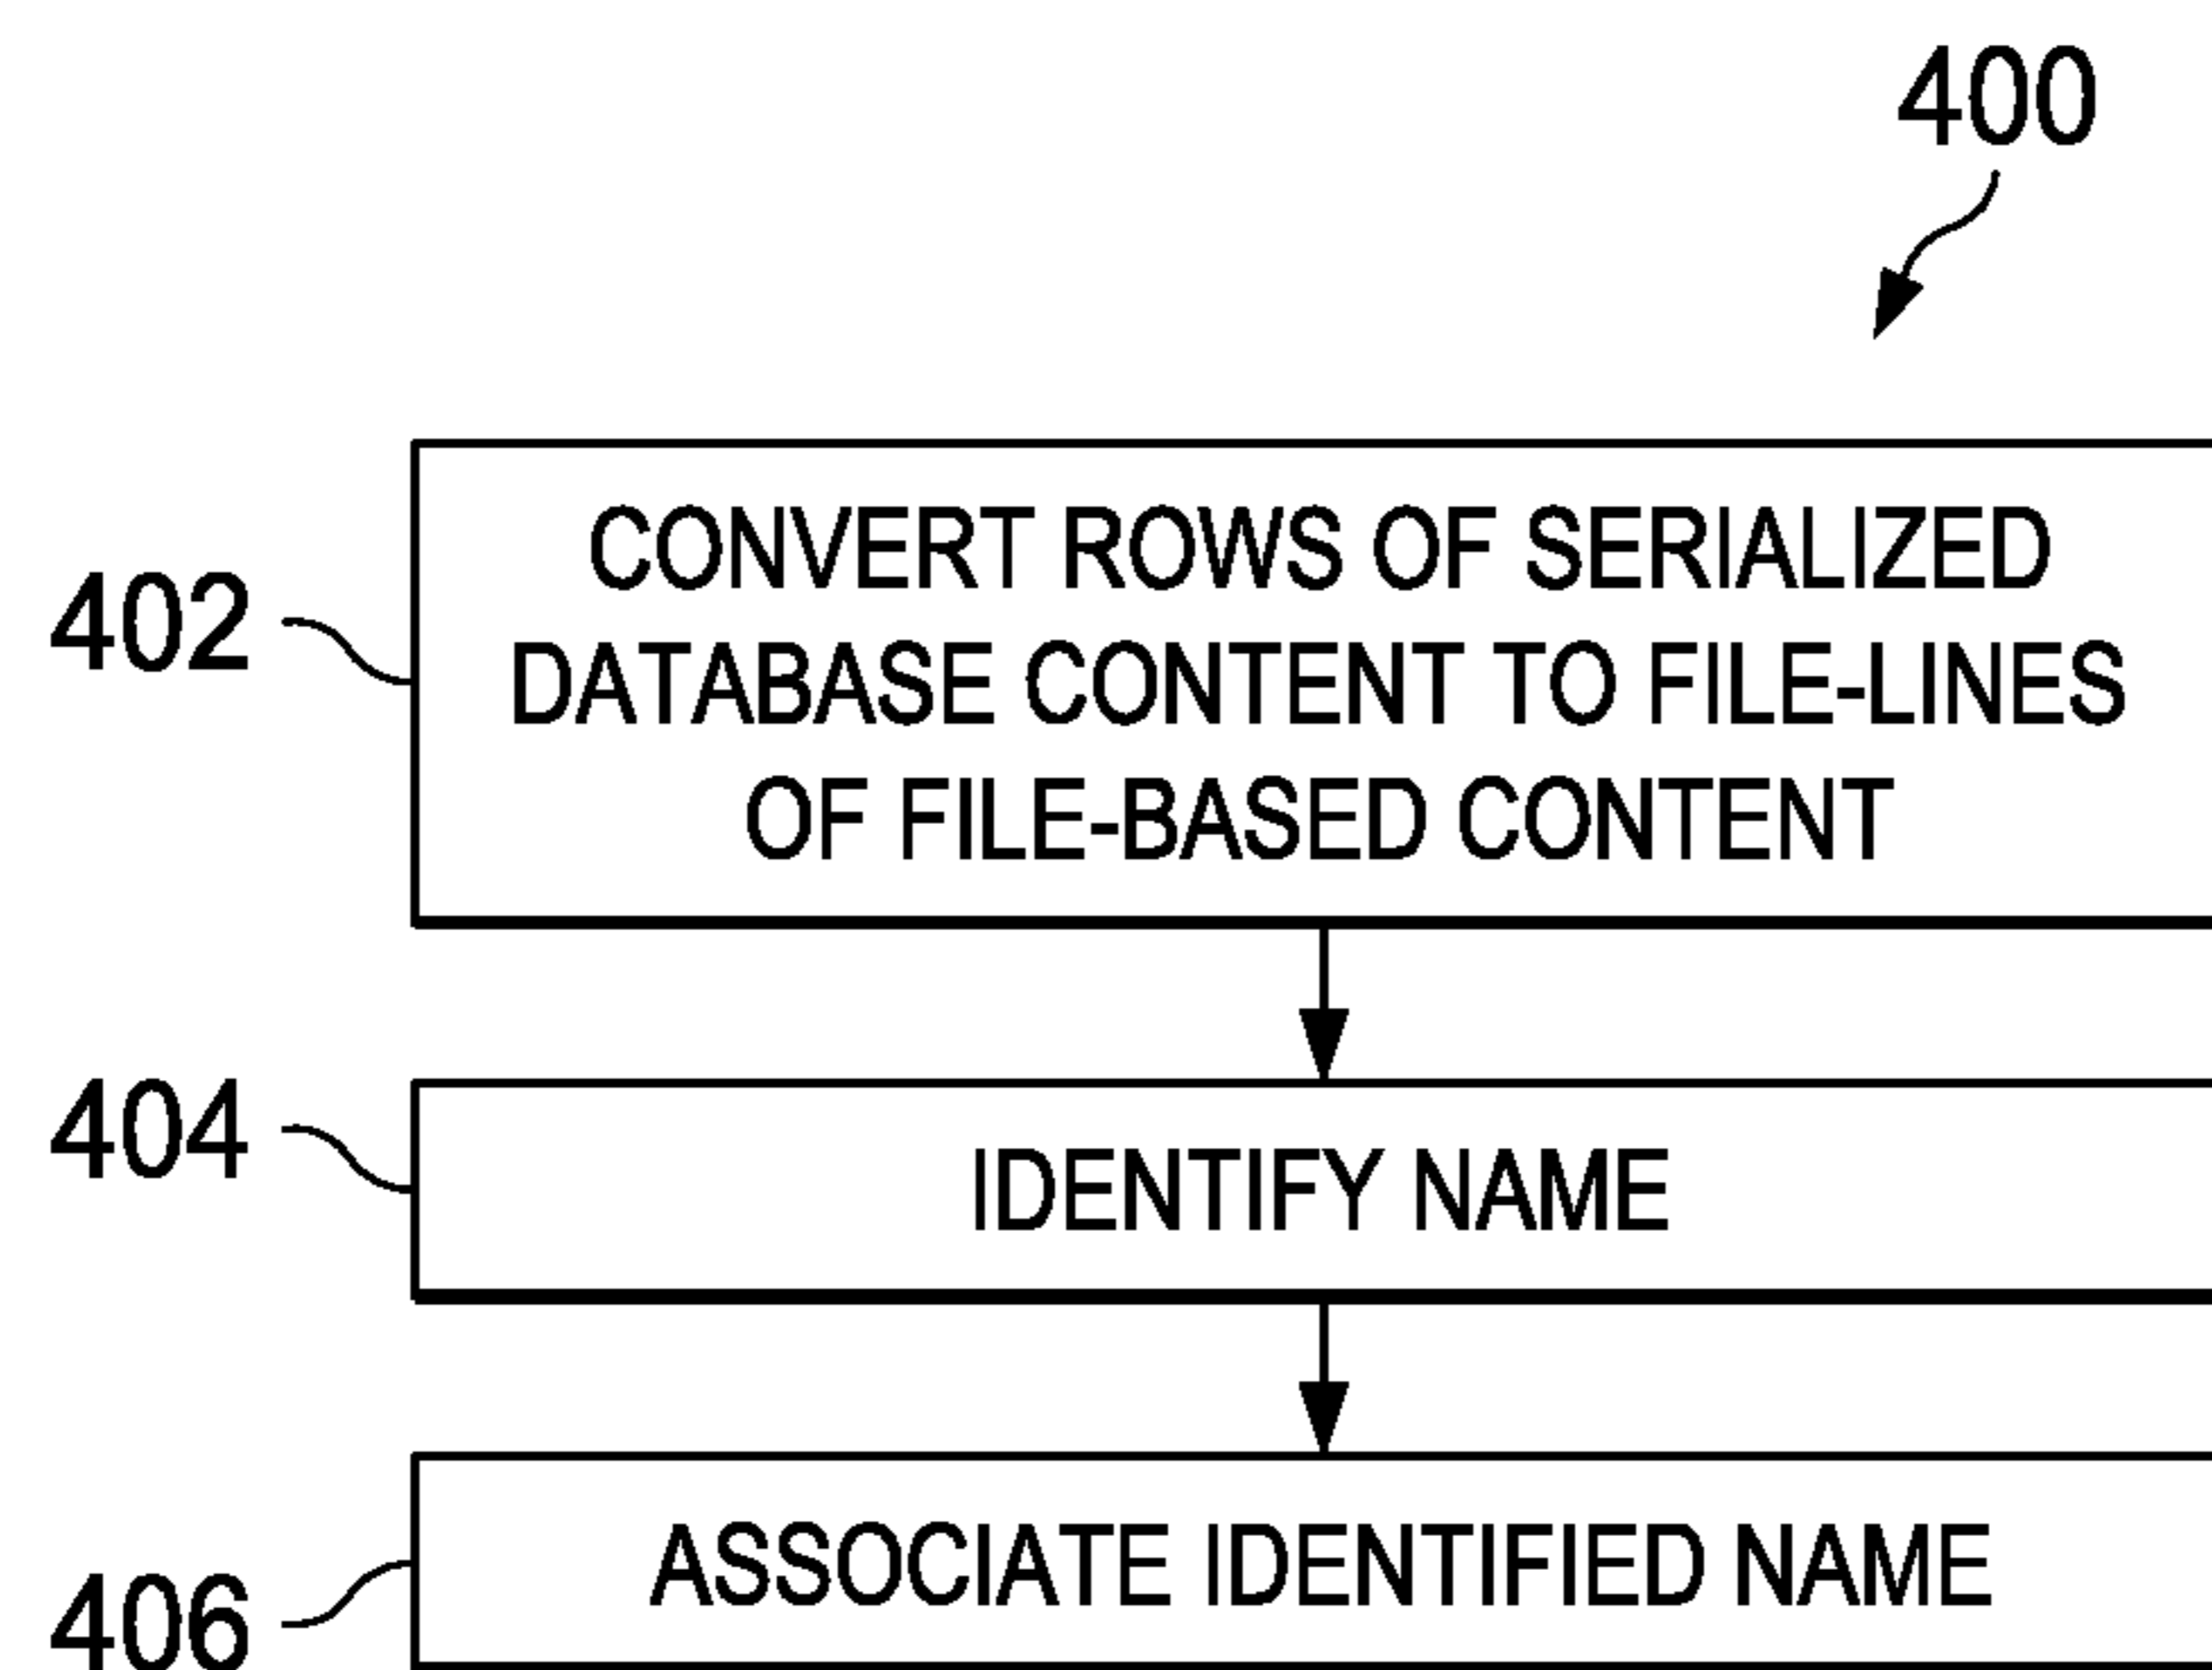 400
402
CONVERT ROWS OF SERIALIZED
DATABASE CONTENT TO FILE-LINES
OF FILE-BASED CONTENT
404
IDENTIFY NAME
406
ASSOCIATE IDENTIFIED NAME